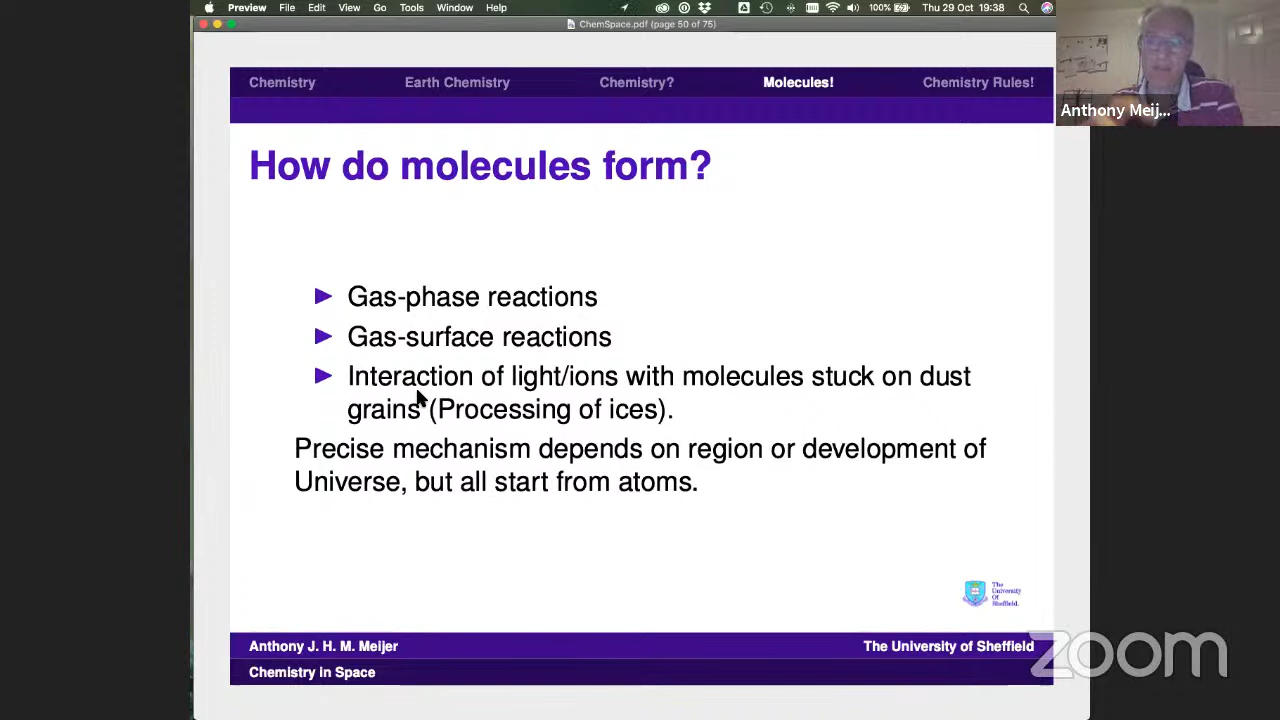 Preview File Edit View Go Tools Window Help 100% Thu 29 Oct 19:38
ChemSpace.pdf (page 50 of 75)
Chemistry Earth Chemistry Chemistry? Molecules! Chemistry Rules!
Anthony Meij...
How do molecules form?
Gas-phase reactions
Gas-surface reactions
Interaction of light/ions with molecules stuck on dust
grains (Processing of ices).
Precise mechanism depends on region or development of
Universe, but all start from atoms.
The
University
Of
Sheffield.
Anthony J. H. M. Meijer The University of Sheffield
Chemistry in Space
zoom